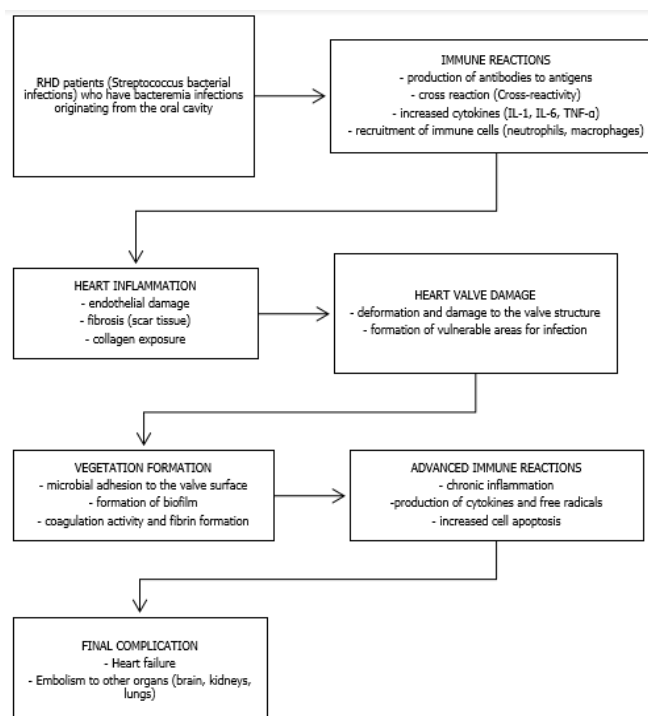 RHD patients (Streptococcus bacterial
infections) who have bacteremia infections
originating from the oral cavity
IMMUNE REACTIONS
- production of antibodies to antigens
- cross reaction (Cross-reactivity)
- increased cytokines (IL-1, IL-6, TNF-α)
- recruitment of immune cells (neutrophils, macrophages)
HEART INFLAMMATION
- endothelial damage
- fibrosis (scar tissue)
- collagen exposure
HEART VALVE DAMAGE
- deformation and damage to the valve structure
- formation of vulnerable areas for infection
VEGETATION FORMATION
- microbial adhesion to the valve surface
- formation of biofilm
- coagulation activity and fibrin formation
ADVANCED IMMUNE REACTIONS
- chronic inflammation
-production of cytokines and free radicals
- increased cell apoptosis
FINAL COMPLICATION
- Heart failure
- Embolism to other organs (brain, kidneys,
lungs)